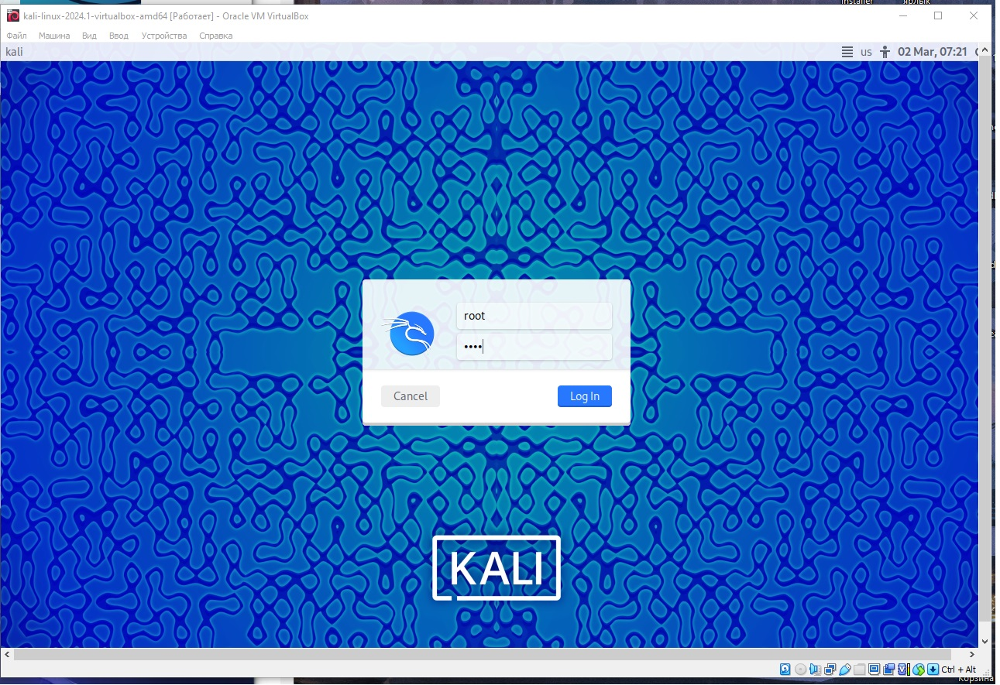 installer
ярлык
kali-linux-2024.1-virtualbox-amd64 [Работает] - Oracle VM VirtualBox
Файл Машина Вид Ввод Устройства Справка
kali us 02 Mar, 07:21
root
••••
Cancel Log In
KALI
Ctrl + Alt
Корзина